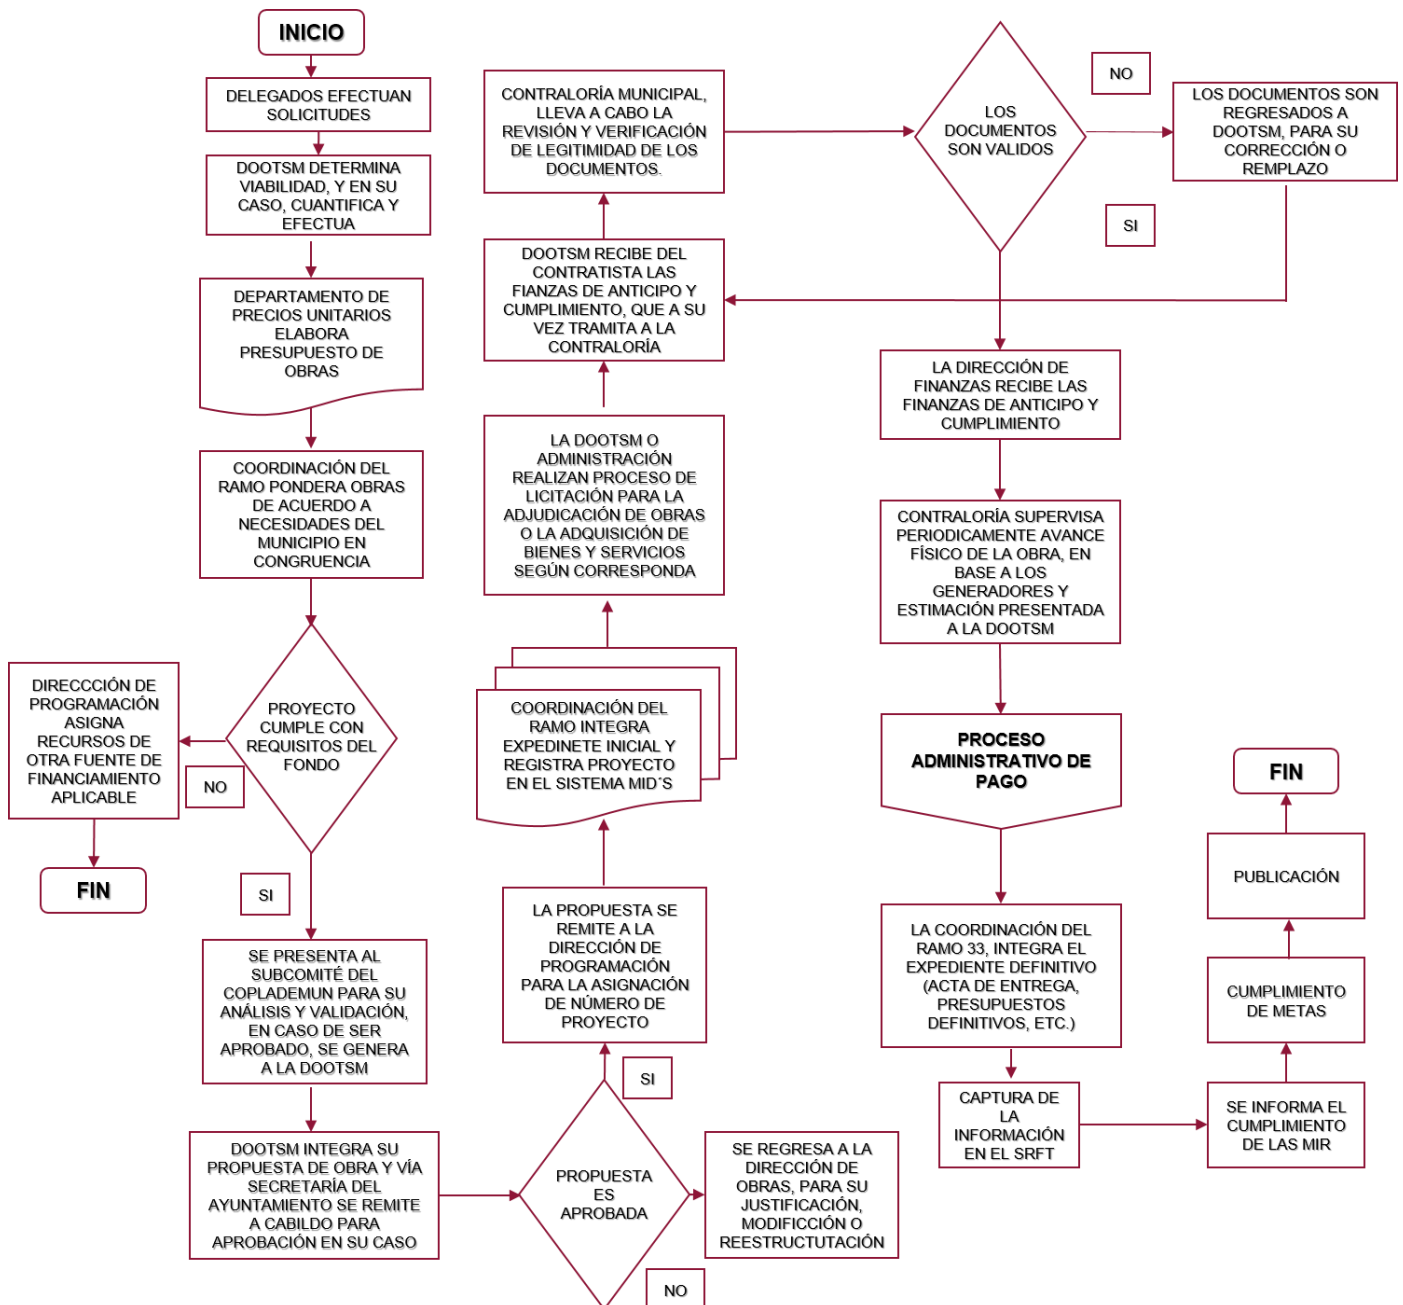 INICIO
DELEGADOS EFECTUAN
SOLICITUDES
DOOTSM DETERMINA
VIABILIDAD, Y EN SU
CASO, CUANTIFICA Y
EFECTUA
DEPARTAMENTO DE
PRECIOS UNITARIOS
ELABORA
PRESUPUESTO DE
OBRAS
COORDINACIÓN DEL
RAMO PONDERA OBRAS
DE ACUERDO A
NECESIDADES DEL
MUNICIPIO EN
CONGRUENCIA
PROYECTO
CUMPLE CON
REQUISITOS DEL
FONDO
NO
DIRECCCIÓN DE
PROGRAMACIÓN
ASIGNA
RECURSOS DE
OTRA FUENTE DE
FINANCIAMIENTO
APLICABLE
FIN
SI
SE PRESENTA AL
SUBCOMITÉ DEL
COPLADEMUN PARA SU
ANÁLISIS Y VALIDACIÓN,
EN CASO DE SER
APROBADO, SE GENERA
A LA DOOTSM
DOOTSM INTEGRA SU
PROPUESTA DE OBRA Y VÍA
SECRETARÍA DEL
AYUNTAMIENTO SE REMITE
A CABILDO PARA
APROBACIÓN EN SU CASO
PROPUESTA
ES
APROBADA
NO
SE REGRESA A LA
DIRECCIÓN DE
OBRAS, PARA SU
JUSTIFICACIÓN,
MODIFICCIÓN O
REESTRUCTUTACIÓN
SI
LA PROPUESTA SE
REMITE A LA
DIRECCIÓN DE
PROGRAMACIÓN
PARA LA ASIGNACIÓN
DE NÚMERO DE
PROYECTO
COORDINACIÓN DEL
RAMO INTEGRA
EXPEDINETE INICIAL Y
REGISTRA PROYECTO
EN EL SISTEMA MID´S
LA DOOTSM O
ADMINISTRACIÓN
REALIZAN PROCESO DE
LICITACIÓN PARA LA
ADJUDICACIÓN DE OBRAS
O LA ADQUISICIÓN DE
BIENES Y SERVICIOS
SEGÚN CORRESPONDA
DOOTSM RECIBE DEL
CONTRATISTA LAS
FIANZAS DE ANTICIPO Y
CUMPLIMIENTO, QUE A SU
VEZ TRAMITA A LA
CONTRALORÍA
CONTRALORÍA MUNICIPAL,
LLEVA A CABO LA
REVISIÓN Y VERIFICACIÓN
DE LEGITIMIDAD DE LOS
DOCUMENTOS.
LOS
DOCUMENTOS
SON VALIDOS
NO
LOS DOCUMENTOS SON
REGRESADOS A
DOOTSM, PARA SU
CORRECCIÓN O
REMPLAZO
SI
LA DIRECCIÓN DE
FINANZAS RECIBE LAS
FINANZAS DE ANTICIPO Y
CUMPLIMIENTO
CONTRALORÍA SUPERVISA
PERIODICAMENTE AVANCE
FÍSICO DE LA OBRA, EN
BASE A LOS
GENERADORES Y
ESTIMACIÓN PRESENTADA
A LA DOOTSM
PROCESO
ADMINISTRATIVO DE
PAGO
LA COORDINACIÓN DEL
RAMO 33, INTEGRA EL
EXPEDIENTE DEFINITIVO
(ACTA DE ENTREGA,
PRESUPUESTOS
DEFINITIVOS, ETC.)
CAPTURA DE
LA
INFORMACIÓN
EN EL SRFT
SE INFORMA EL
CUMPLIMIENTO
DE LAS MIR
CUMPLIMIENTO
DE METAS
PUBLICACIÓN
FIN